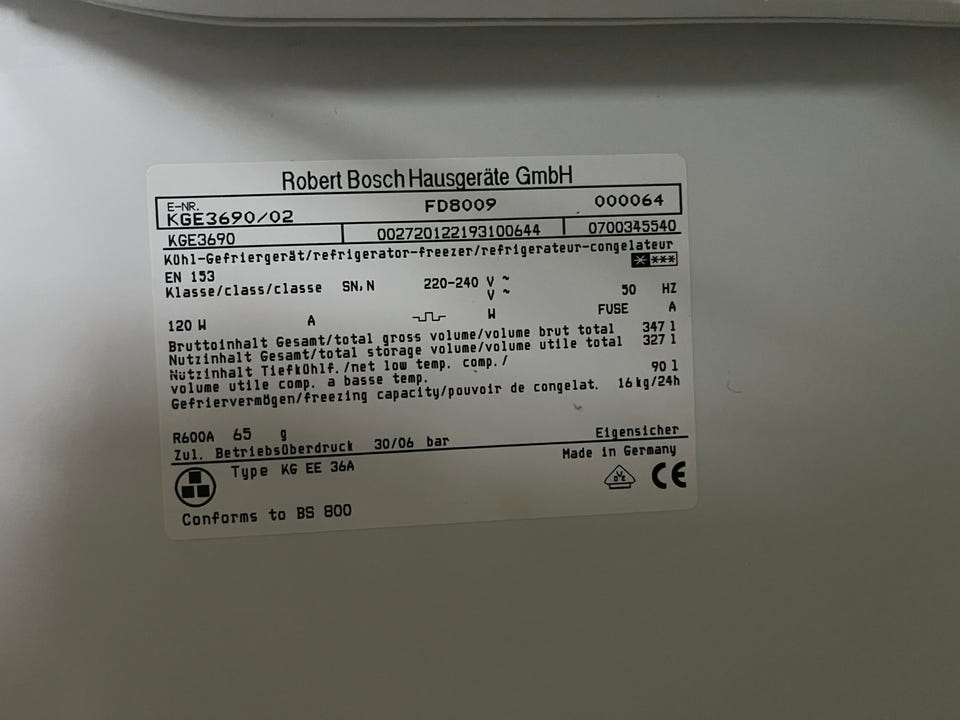 Robert Bosch Hausgeräte GmbH
E-NR. KGE3690/02 FD8009 000064
KGE3690 002720122193100644 0700345540
Kühl-Gefriergerät/refrigerator-freezer/refrigerateur-congelateur
EN 153 * ***
Klasse/class/classe SN,N 220-240 V ~ 50 HZ
V ~
120 W A W FUSE A
Bruttoinhalt Gesamt/total gross volume/volume brut total 347 l
Nutzinhalt Gesamt/total storage volume/volume utile total 327 l
Nutzinhalt Tiefkühlf./net low temp. comp./
volume utile comp. a basse temp. 90 l
Gefriervermögen/freezing capacity/pouvoir de congelat. 16 kg/24h
R600A 65 g Eigensicher
Zul. Betriebsüberdruck 30/06 bar
Type KG EE 36A Made in Germany
VDE CE
Conforms to BS 800